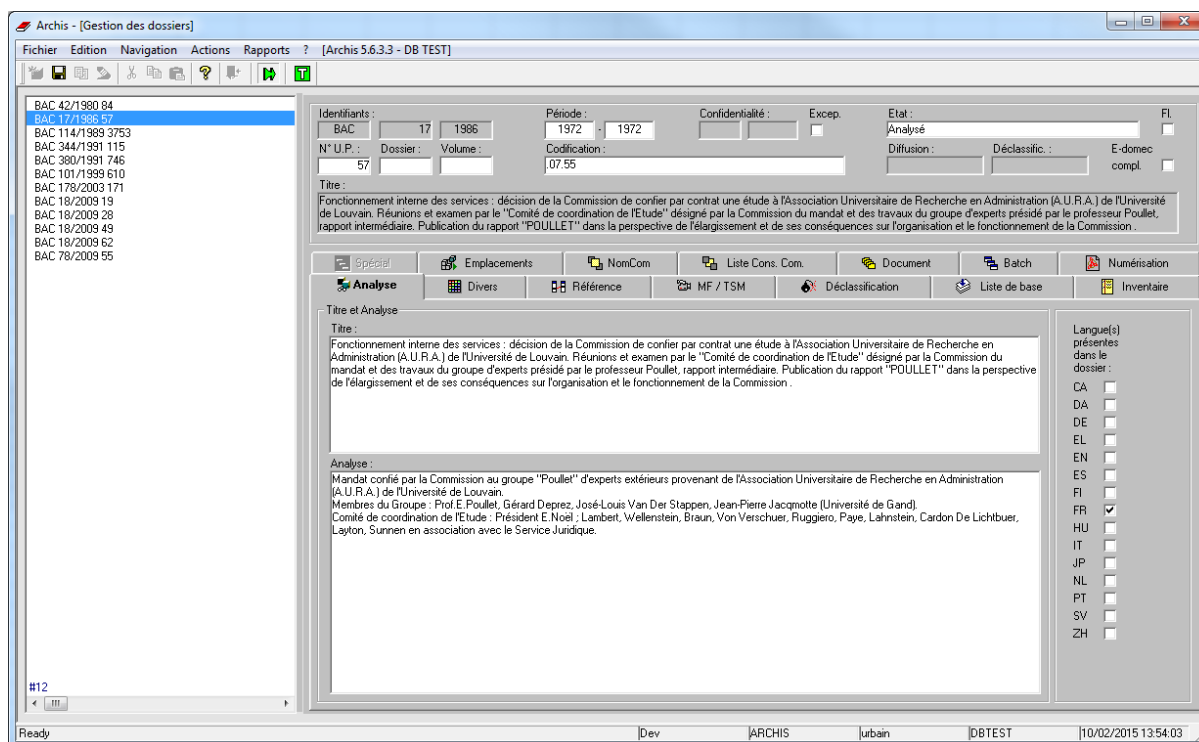 Archis - [Gestion des dossiers]
Fichier Edition Navigation Actions Rapports ? [Archis 5.6.3.3 - DB TEST]
BAC 42/1980 84
BAC 17/1986 57
BAC 114/1989 3753
BAC 344/1991 115
BAC 380/1991 746
BAC 101/1999 610
BAC 178/2003 171
BAC 18/2009 19
BAC 18/2009 28
BAC 18/2009 49
BAC 18/2009 62
BAC 78/2009 55
#12
Identifiants : Période : Confidentialité : Excep. Etat : Fl.
BAC 17 1986 1972 - 1972 Analysé
N° U.P. : Dossier : Volume : Codification : Diffusion : Déclassific. : E-domec
57 .07.55 compl.
Titre :
Fonctionnement interne des services : décision de la Commission de confier par contrat une étude à l'Association Universitaire de Recherche en Administration (A.U.R.A.) de l'Université
de Louvain. Réunions et examen par le "Comité de coordination de l'Etude" désigné par la Commission du mandat et des travaux du groupe d'experts présidé par le professeur Poullet,
rapport intermédiaire. Publication du rapport "POULLET" dans la perspective de l'élargissement et de ses conséquences sur l'organisation et le fonctionnement de la Commission .
Spécial Emplacements NomCom Liste Cons. Com. Document Batch Numérisation
Analyse Divers Référence MF / TSM Déclassification Liste de base Inventaire
Titre et Analyse
Titre :
Fonctionnement interne des services : décision de la Commission de confier par contrat une étude à l'Association Universitaire de Recherche en
Administration (A.U.R.A.) de l'Université de Louvain. Réunions et examen par le "Comité de coordination de l'Etude" désigné par la Commission du
mandat et des travaux du groupe d'experts présidé par le professeur Poullet, rapport intermédiaire. Publication du rapport "POULLET" dans la perspective
de l'élargissement et de ses conséquences sur l'organisation et le fonctionnement de la Commission .
Analyse :
Mandat confié par la Commission au groupe "Poullet" d'experts extérieurs provenant de l'Association Universitaire de Recherche en Administration
(A.U.R.A.) de l'Université de Louvain.
Membres du Groupe : Prof.E.Poullet, Gérard Deprez, José-Louis Van Der Stappen, Jean-Pierre Jacqmotte (Université de Gand).
Comité de coordination de l'Etude : Président E.Noël ; Lambert, Wellenstein, Braun, Von Verschuer, Ruggiero, Paye, Lahnstein, Cardon De Lichtbuer,
Layton, Sunnen en association avec le Service Juridique.
Langue(s)
présentes
dans le
dossier :
CA
DA
DE
EL
EN
ES
FI
FR
HU
IT
JP
NL
PT
SV
ZH
Ready Dev ARCHIS urbain DBTEST 10/02/2015 13:54:03